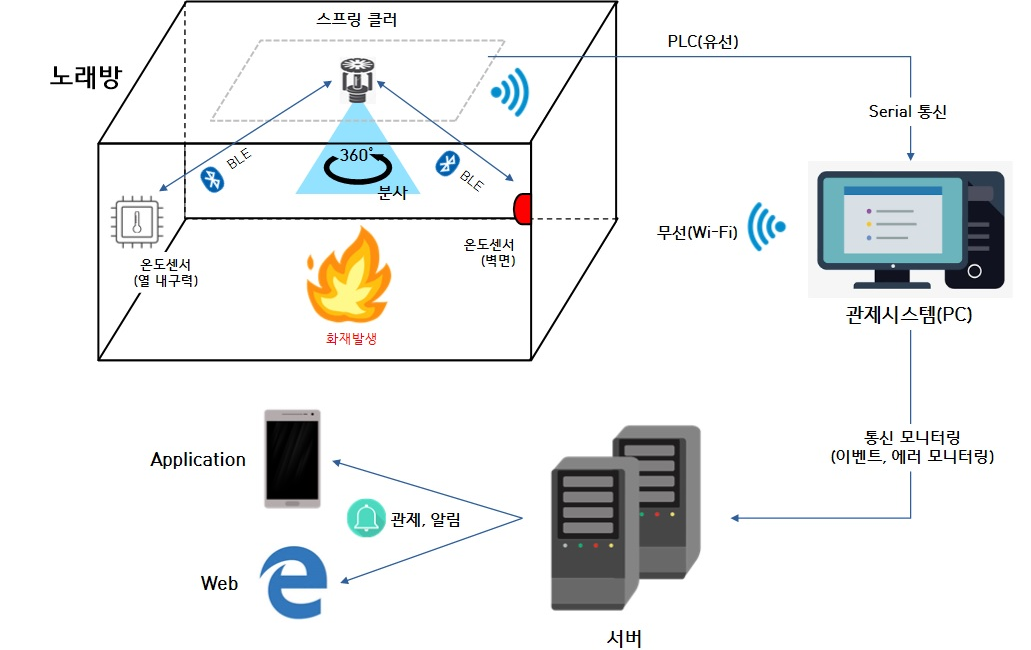 스프링 클러
PLC(유선)
노래방
Serial 통신
360°
BLE
BLE
분사
무선(Wi-Fi)
온도센서
(벽면)
온도센서
(열 내구력)
관제시스템(PC)
화재발생
통신 모니터링
(이벤트, 에러 모니터링)
Application
관제, 알림
Web
서버